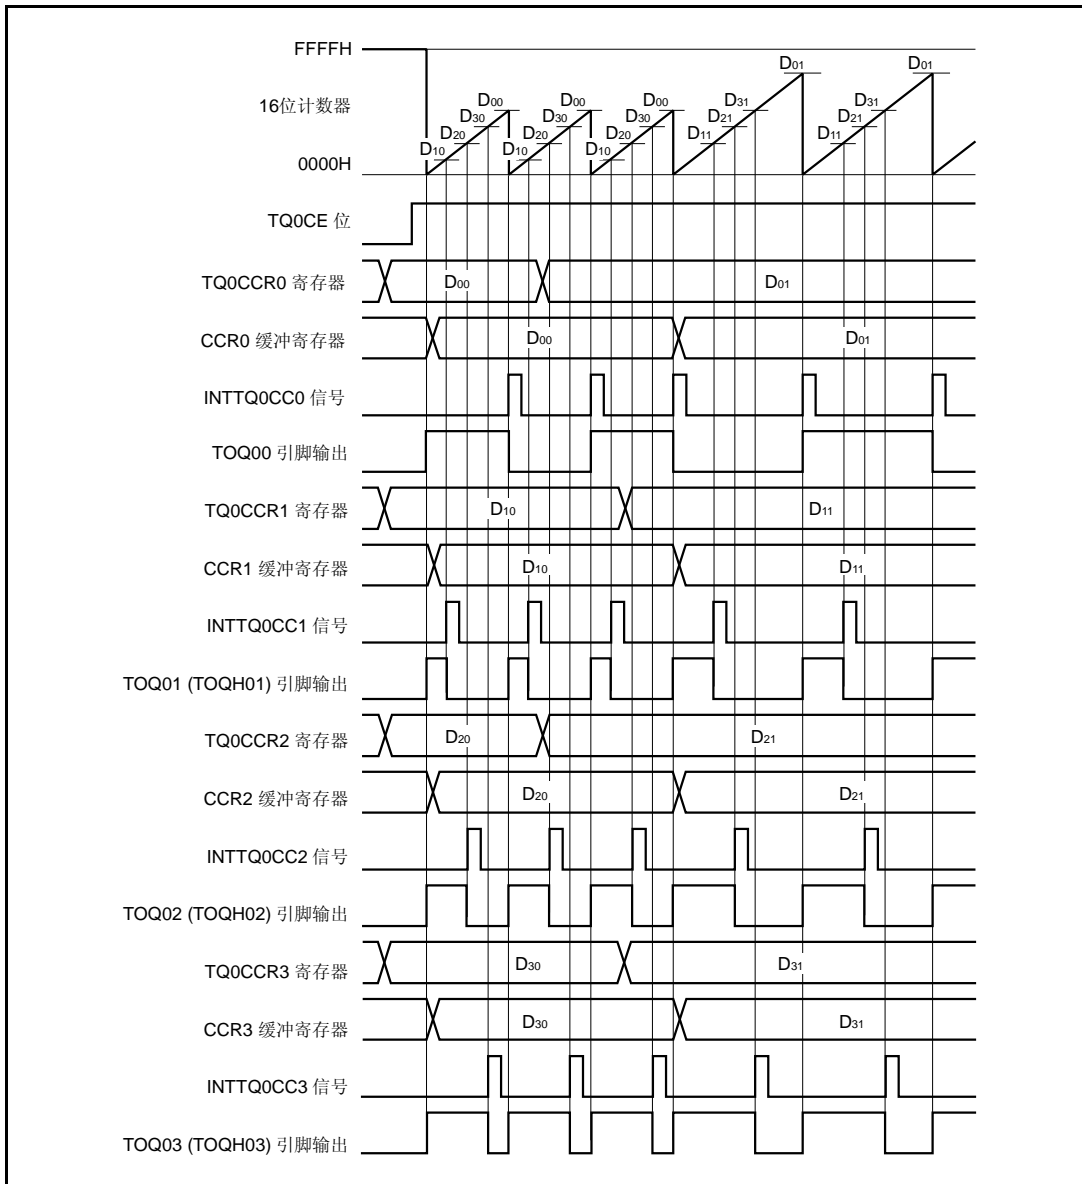 FFFFH
D01 D01
16位计数器
D00 D00 D00 D31 D31
D30 D30 D30 D21 D21
D20 D20 D20 D11 D11
D10 D10 D10
0000H
TQ0CE 位
TQ0CCR0 寄存器 D00 D01
CCR0 缓冲寄存器 D00 D01
INTTQ0CC0 信号
TOQ00 引脚输出
TQ0CCR1 寄存器 D10 D11
CCR1 缓冲寄存器 D10 D11
INTTQ0CC1 信号
TOQ01 (TOQH01) 引脚输出
TQ0CCR2 寄存器 D20 D21
CCR2 缓冲寄存器 D20 D21
INTTQ0CC2 信号
TOQ02 (TOQH02) 引脚输出
TQ0CCR3 寄存器 D30 D31
CCR3 缓冲寄存器 D30 D31
INTTQ0CC3 信号
TOQ03 (TOQH03) 引脚输出